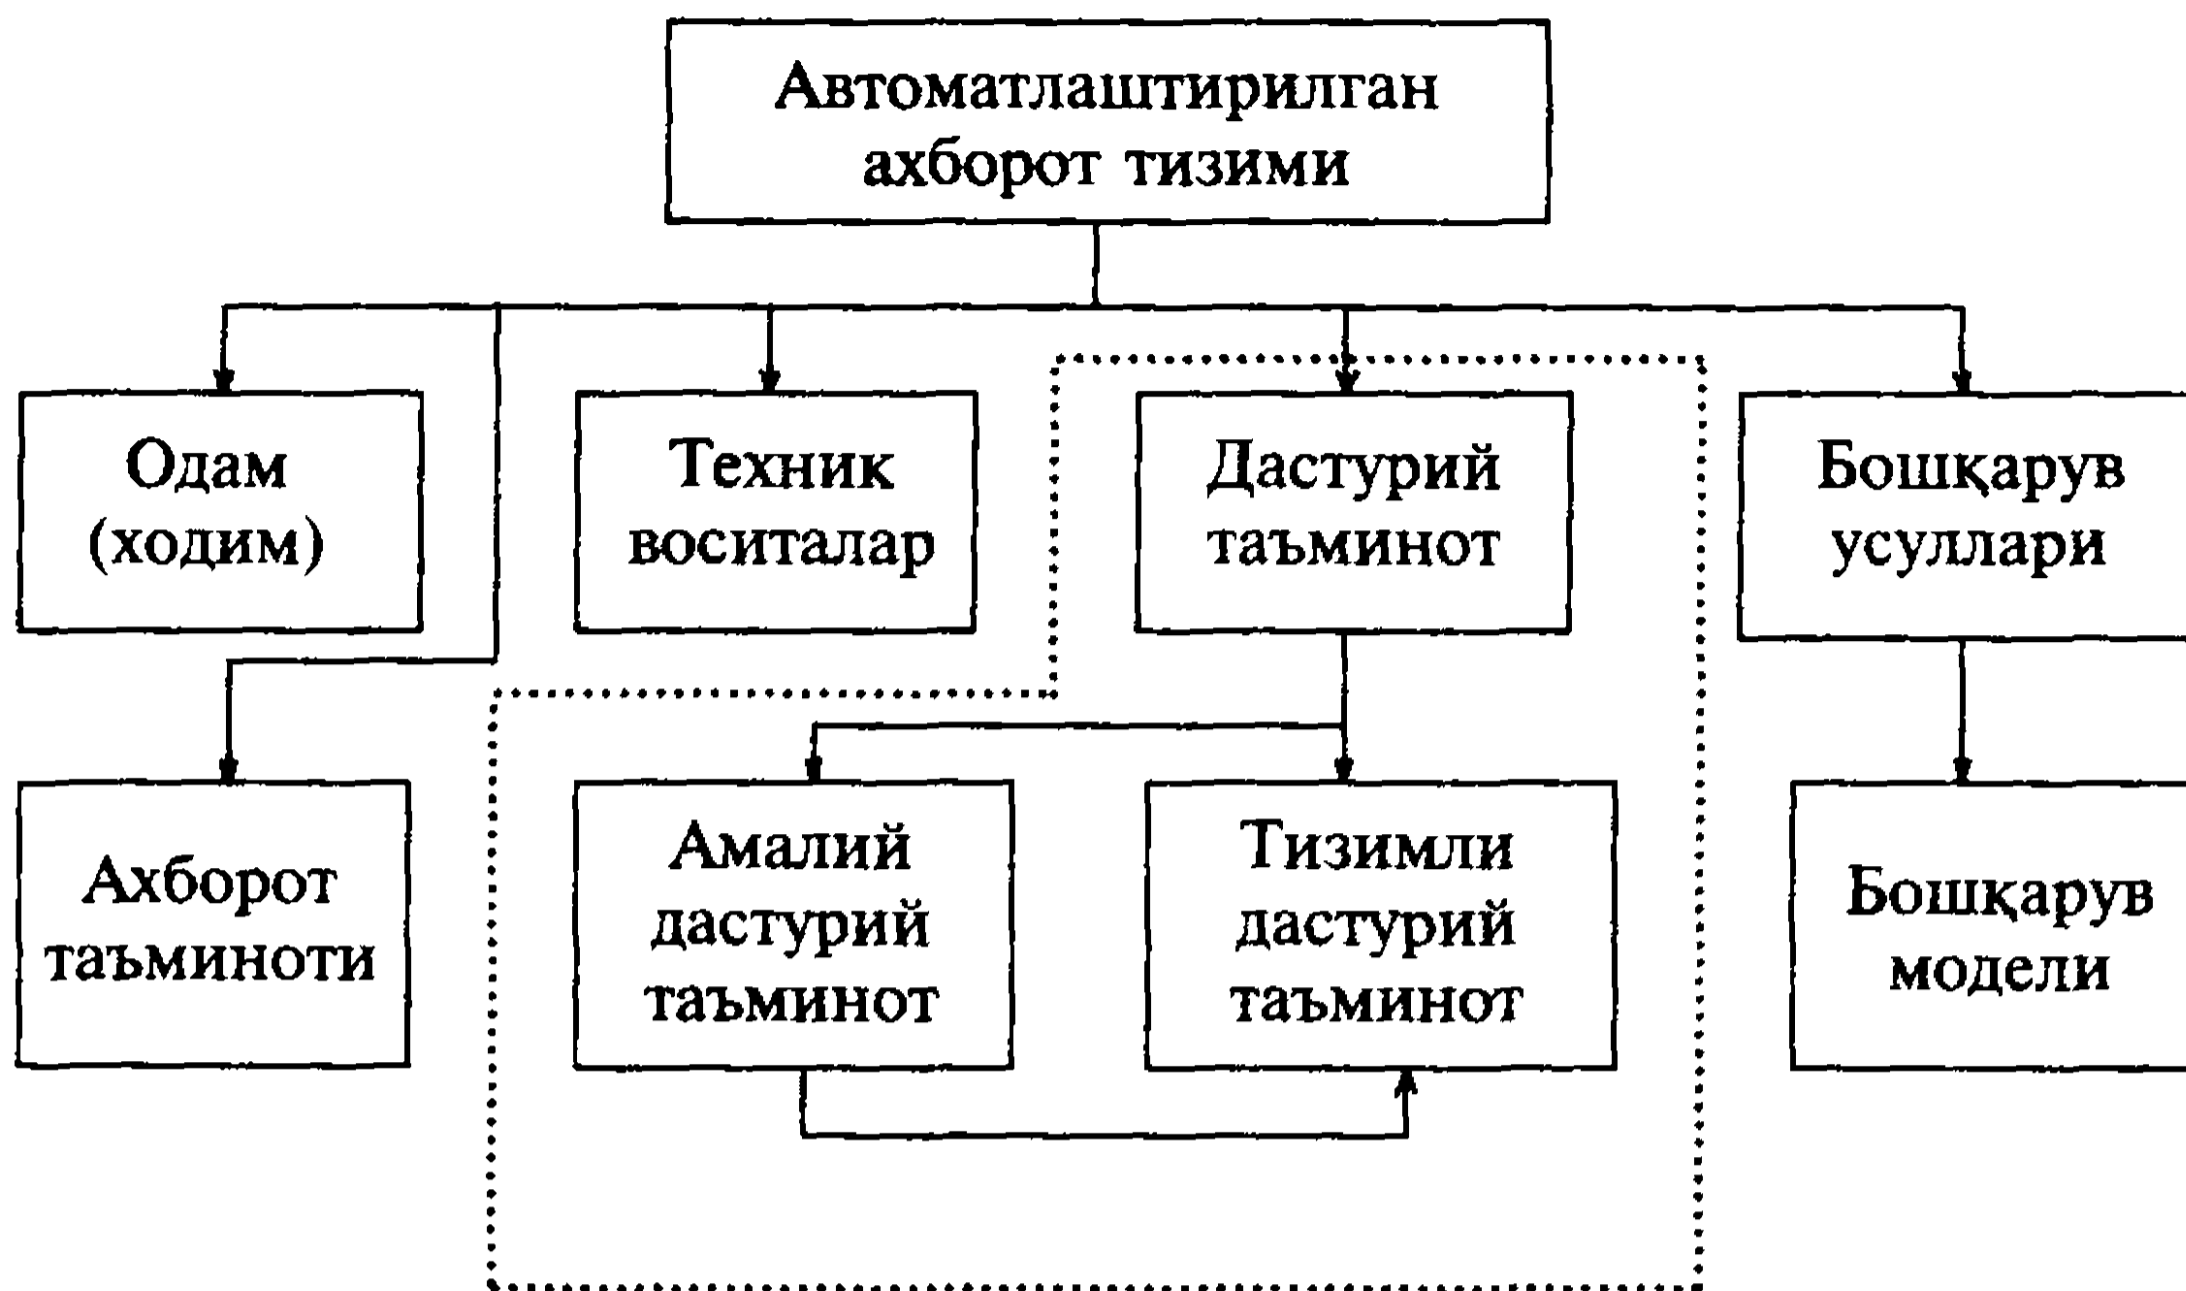 Автоматлаштирилган
ахборот тизими
Одам
(ходим)
Техник
воситалар
Дастурий
таъминот
Бошқарув
усуллари
Ахборот
таъминоти
Амалий
дастурий
таъминот
Тизимли
дастурий
таъминот
Бошқарув
модели